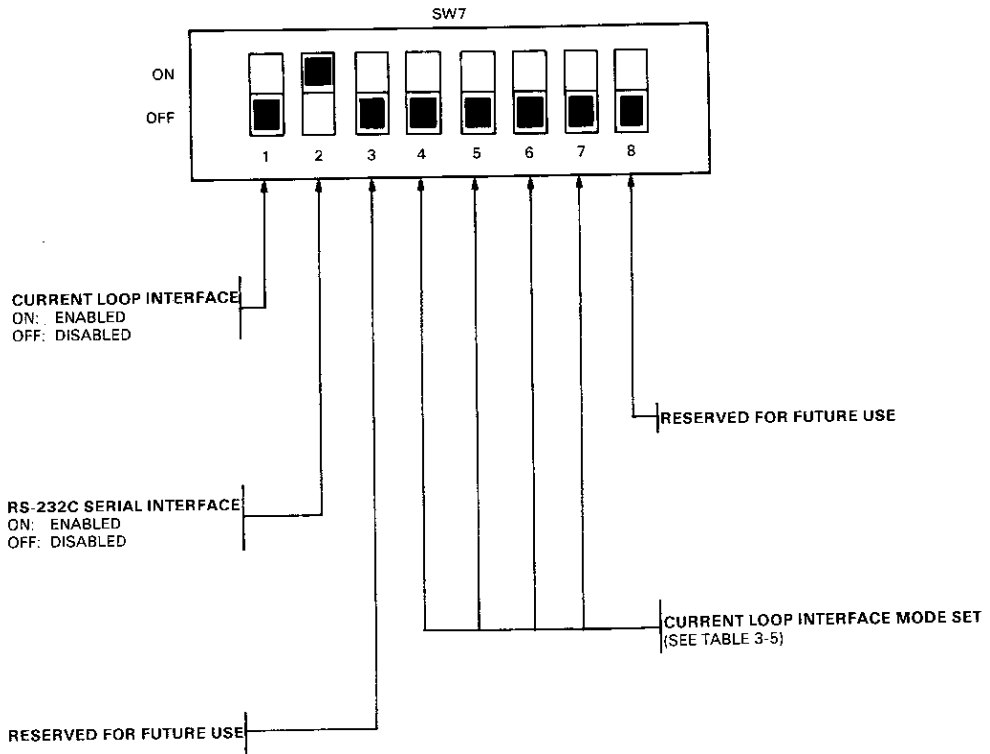 SW7
ON
OFF
1 2 3 4 5 6 7 8
CURRENT LOOP INTERFACE
ON: ENABLED
OFF: DISABLED
RESERVED FOR FUTURE USE
RS-232C SERIAL INTERFACE
ON: ENABLED
OFF: DISABLED
CURRENT LOOP INTERFACE MODE SET
(SEE TABLE 3-5)
RESERVED FOR FUTURE USE